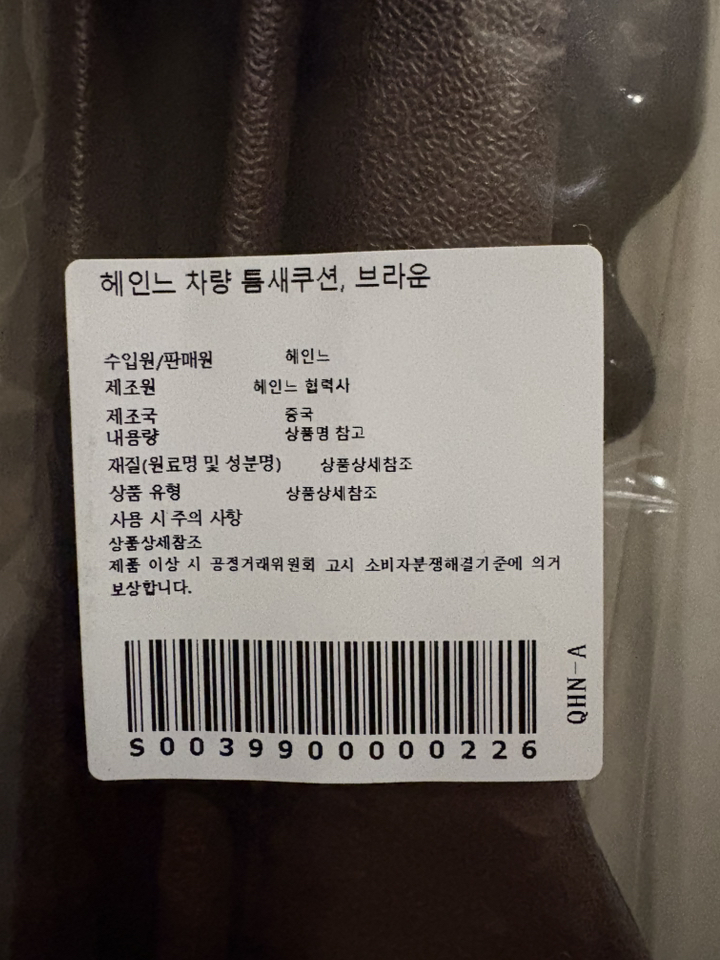 헤인느 차량 틈새쿠션, 브라운
수입원/판매원 헤인느
제조원 헤인느 협력사
제조국 중국
내용량 상품명 참고
재질(원료명 및 성분명) 상품상세참조
상품 유형 상품상세참조
사용 시 주의 사항
상품상세참조
제품 이상 시 공정거래위원회 고시 소비자분쟁해결기준에 의거
보상합니다.
S0039900000226
QHN-A